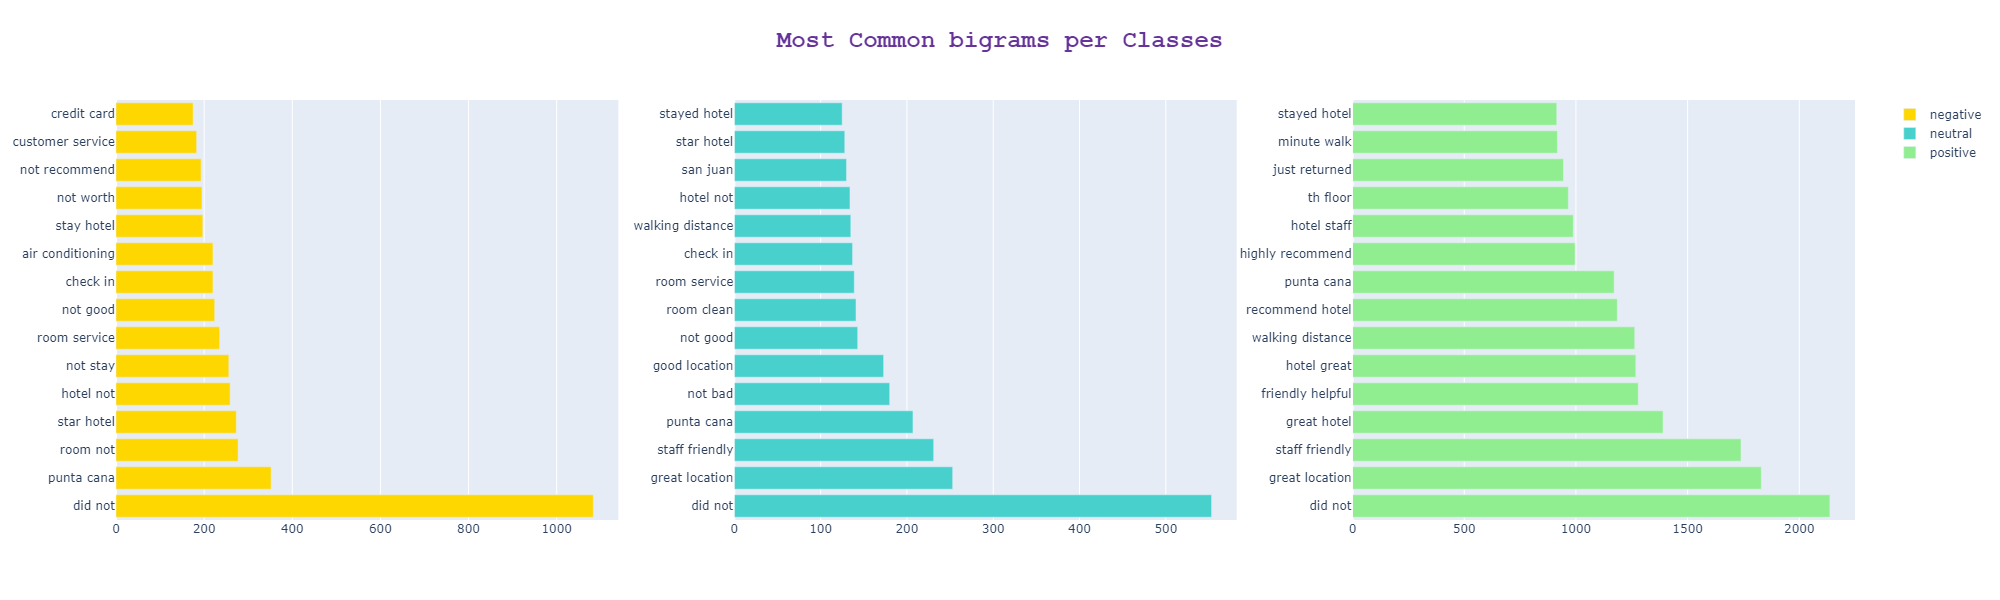 Most Common bigrams per Classes
credit card
customer service
not recommend
not worth
stay hotel
air conditioning
check in
not good
room service
not stay
hotel not
star hotel
room not
punta cana
did not
0 200 400 600 800 1000
stayed hotel
star hotel
san juan
hotel not
walking distance
check in
room service
room clean
not good
good location
not bad
punta cana
staff friendly
great location
did not
0 100 200 300 400 500
stayed hotel
minute walk
just returned
th floor
hotel staff
highly recommend
punta cana
recommend hotel
walking distance
hotel great
friendly helpful
great hotel
staff friendly
great location
did not
0 500 1000 1500 2000
negative
neutral
positive